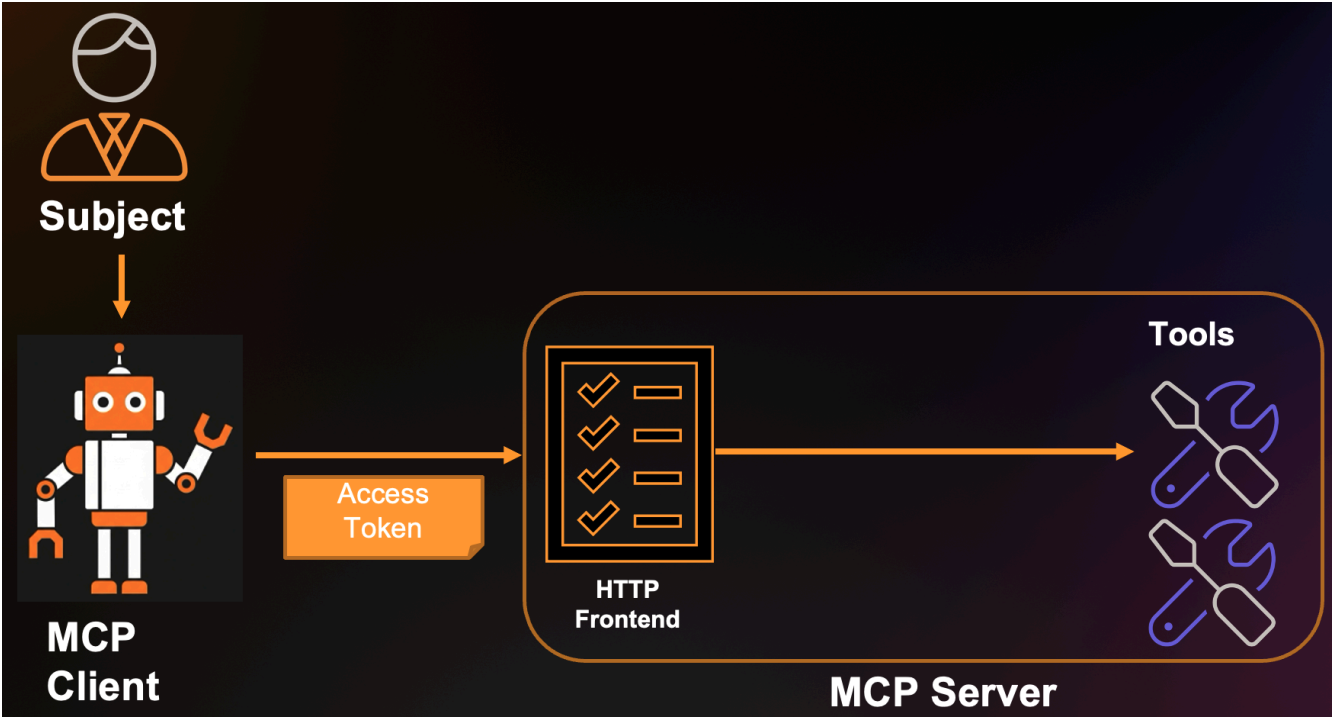 Subject
Tools
Access
Token
HTTP
Frontend
MCP
Client
MCP Server